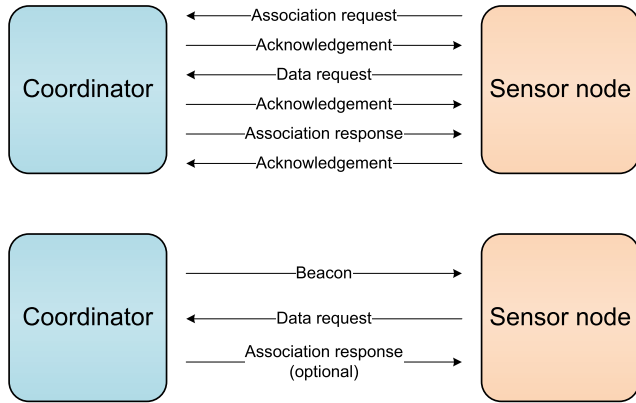 Coordinator
Association request
Acknowledgement
Data request
Acknowledgement
Association response
Acknowledgement
Sensor node
Coordinator
Beacon
Data request
Association response
(optional)
Sensor node